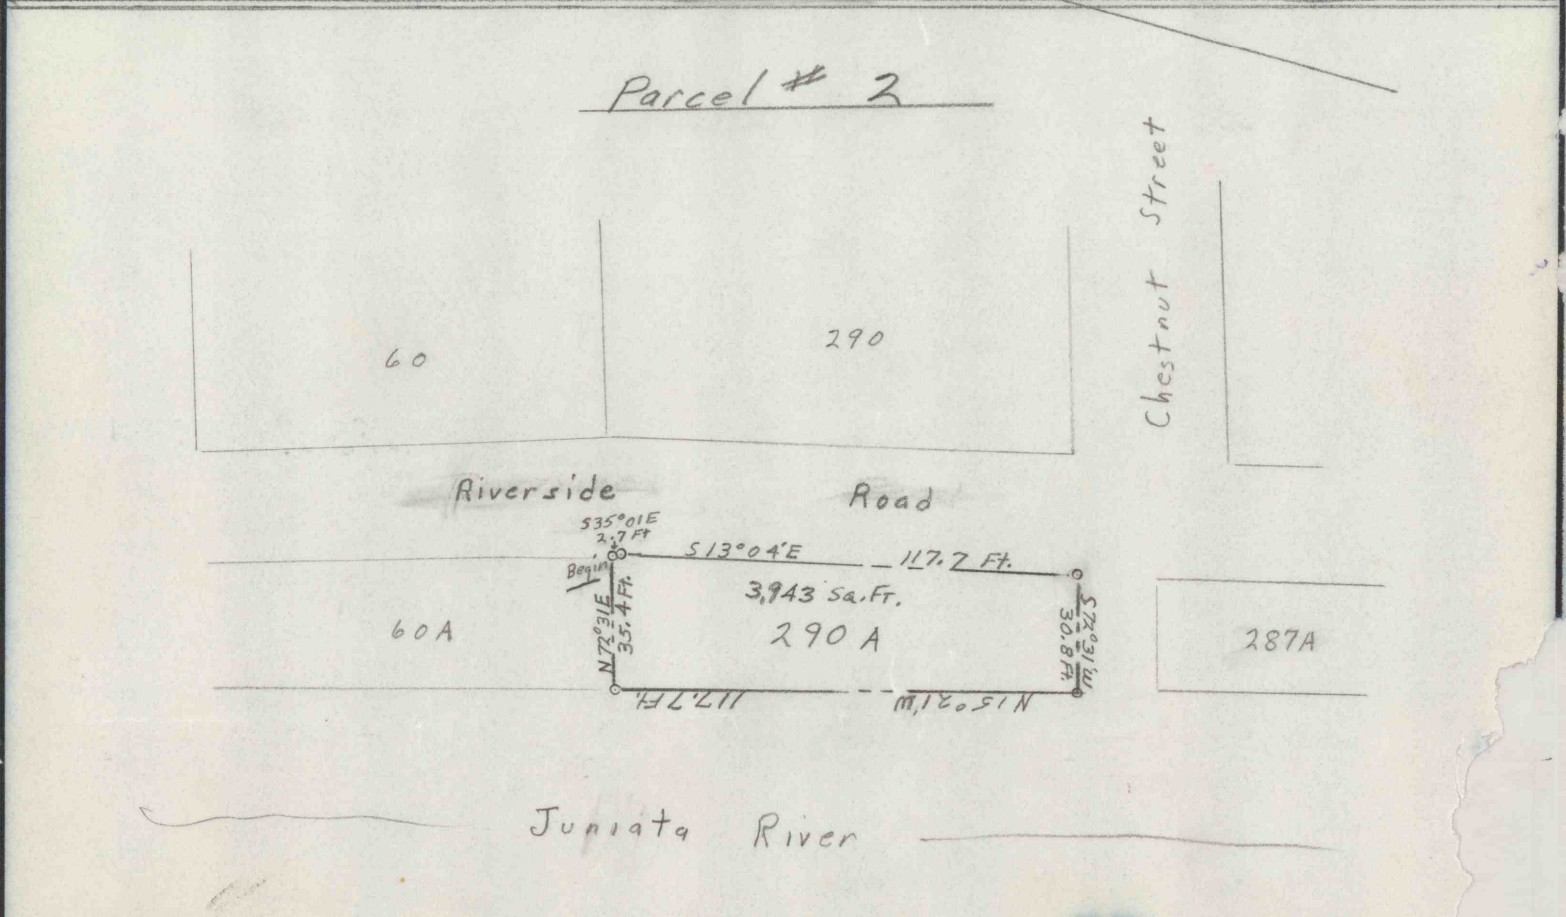 Parcel # 2
Chestnut Street
60
290
Riverside Road
S35°01E
2.7 Ft
Begin
S13°04'E 117.7 Ft.
3,943 Sq.Ft.
60A
N72°31E
35.4 Ft.
290 A
S72°31'W
30.8 Ft.
287A
N15°21'W 117.7 Ft.
Juniata River